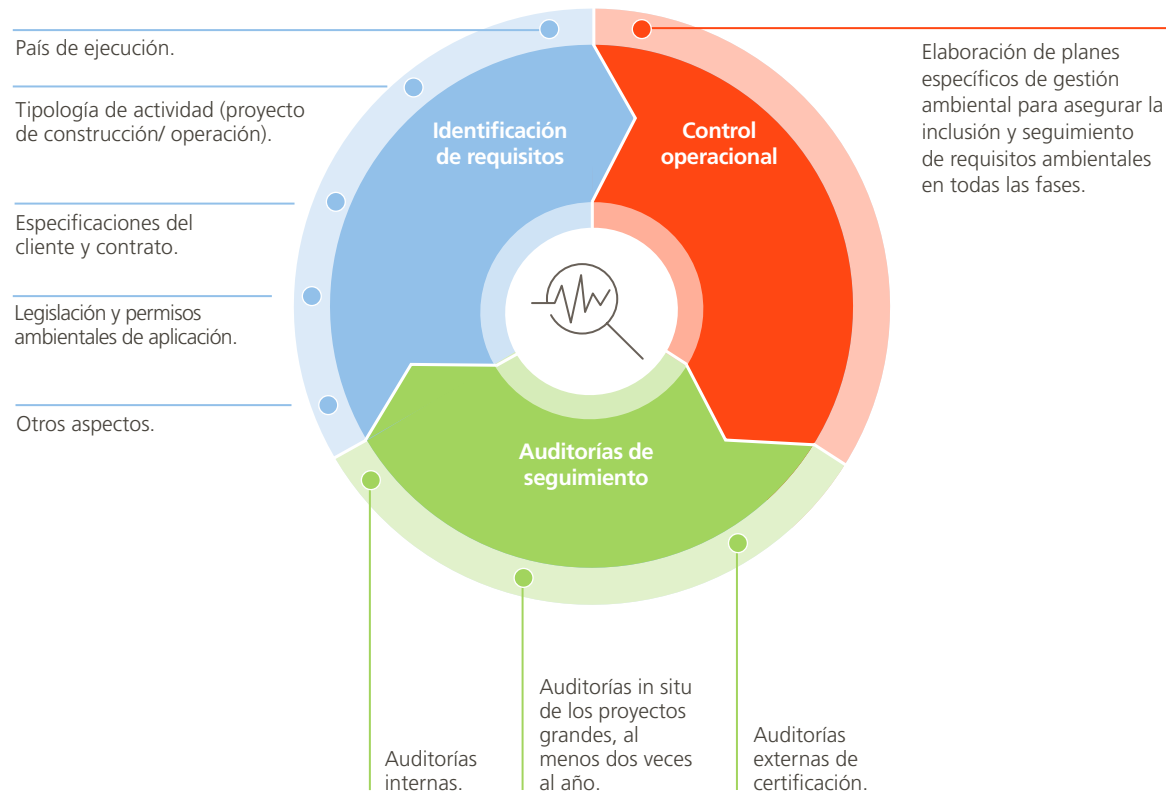 País de ejecución.
Tipología de actividad (proyecto
de construcción/ operación).
Especificaciones del
cliente y contrato.
Legislación y permisos
ambientales de aplicación.
Otros aspectos.
Identificación
de requisitos
Control
operacional
Elaboración de planes
específicos de gestión
ambiental para asegurar la
inclusión y seguimiento
de requisitos ambientales
en todas las fases.
Auditorías de
seguimiento
Auditorías
internas.
Auditorías in situ
de los proyectos
grandes, al
menos dos veces
al año.
Auditorías
externas de
certificación.